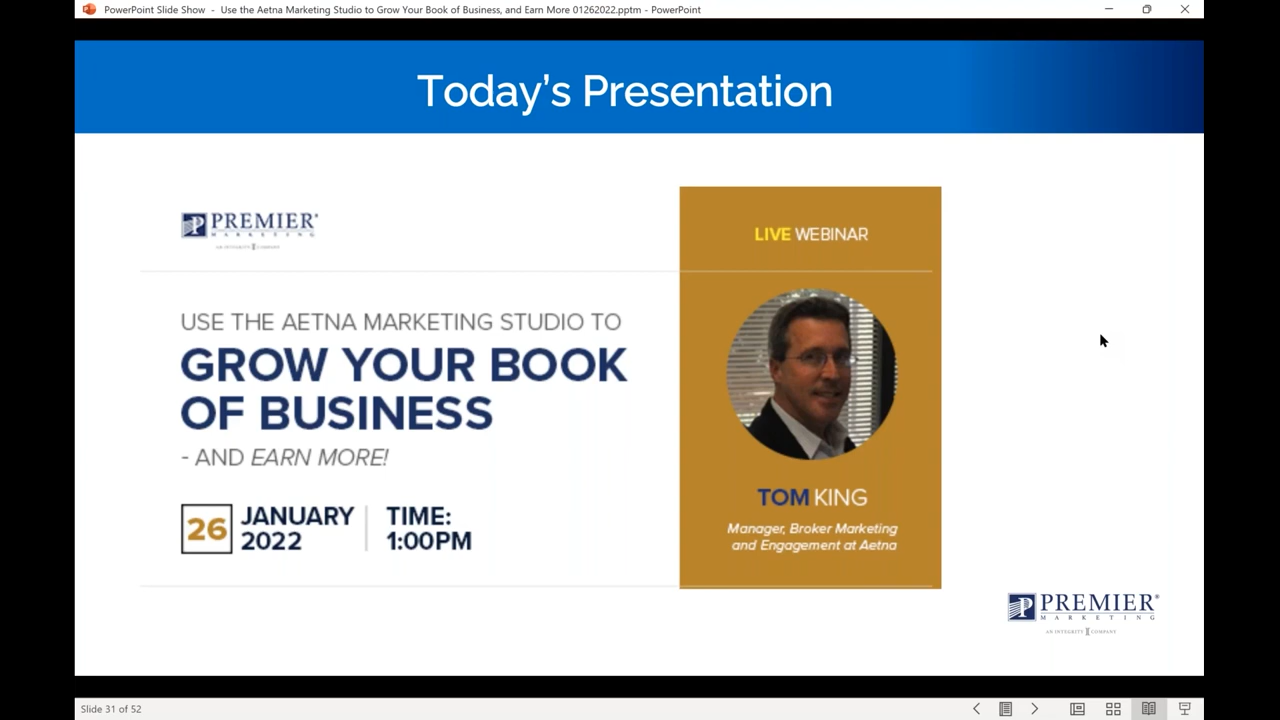 PowerPoint Slide Show - Use the Aetna Marketing Studio to Grow Your Book of Business, and Earn More 01262022.pptm - PowerPoint
Today's Presentation
PREMIER®
MARKETING
AN INTEGRITY COMPANY
USE THE AETNA MARKETING STUDIO TO
GROW YOUR BOOK
OF BUSINESS
- AND EARN MORE!
26
JANUARY
2022
TIME:
1:00PM
LIVE WEBINAR
TOM KING
Manager, Broker Marketing
and Engagement at Aetna
PREMIER®
MARKETING
AN INTEGRITY COMPANY
Slide 31 of 52